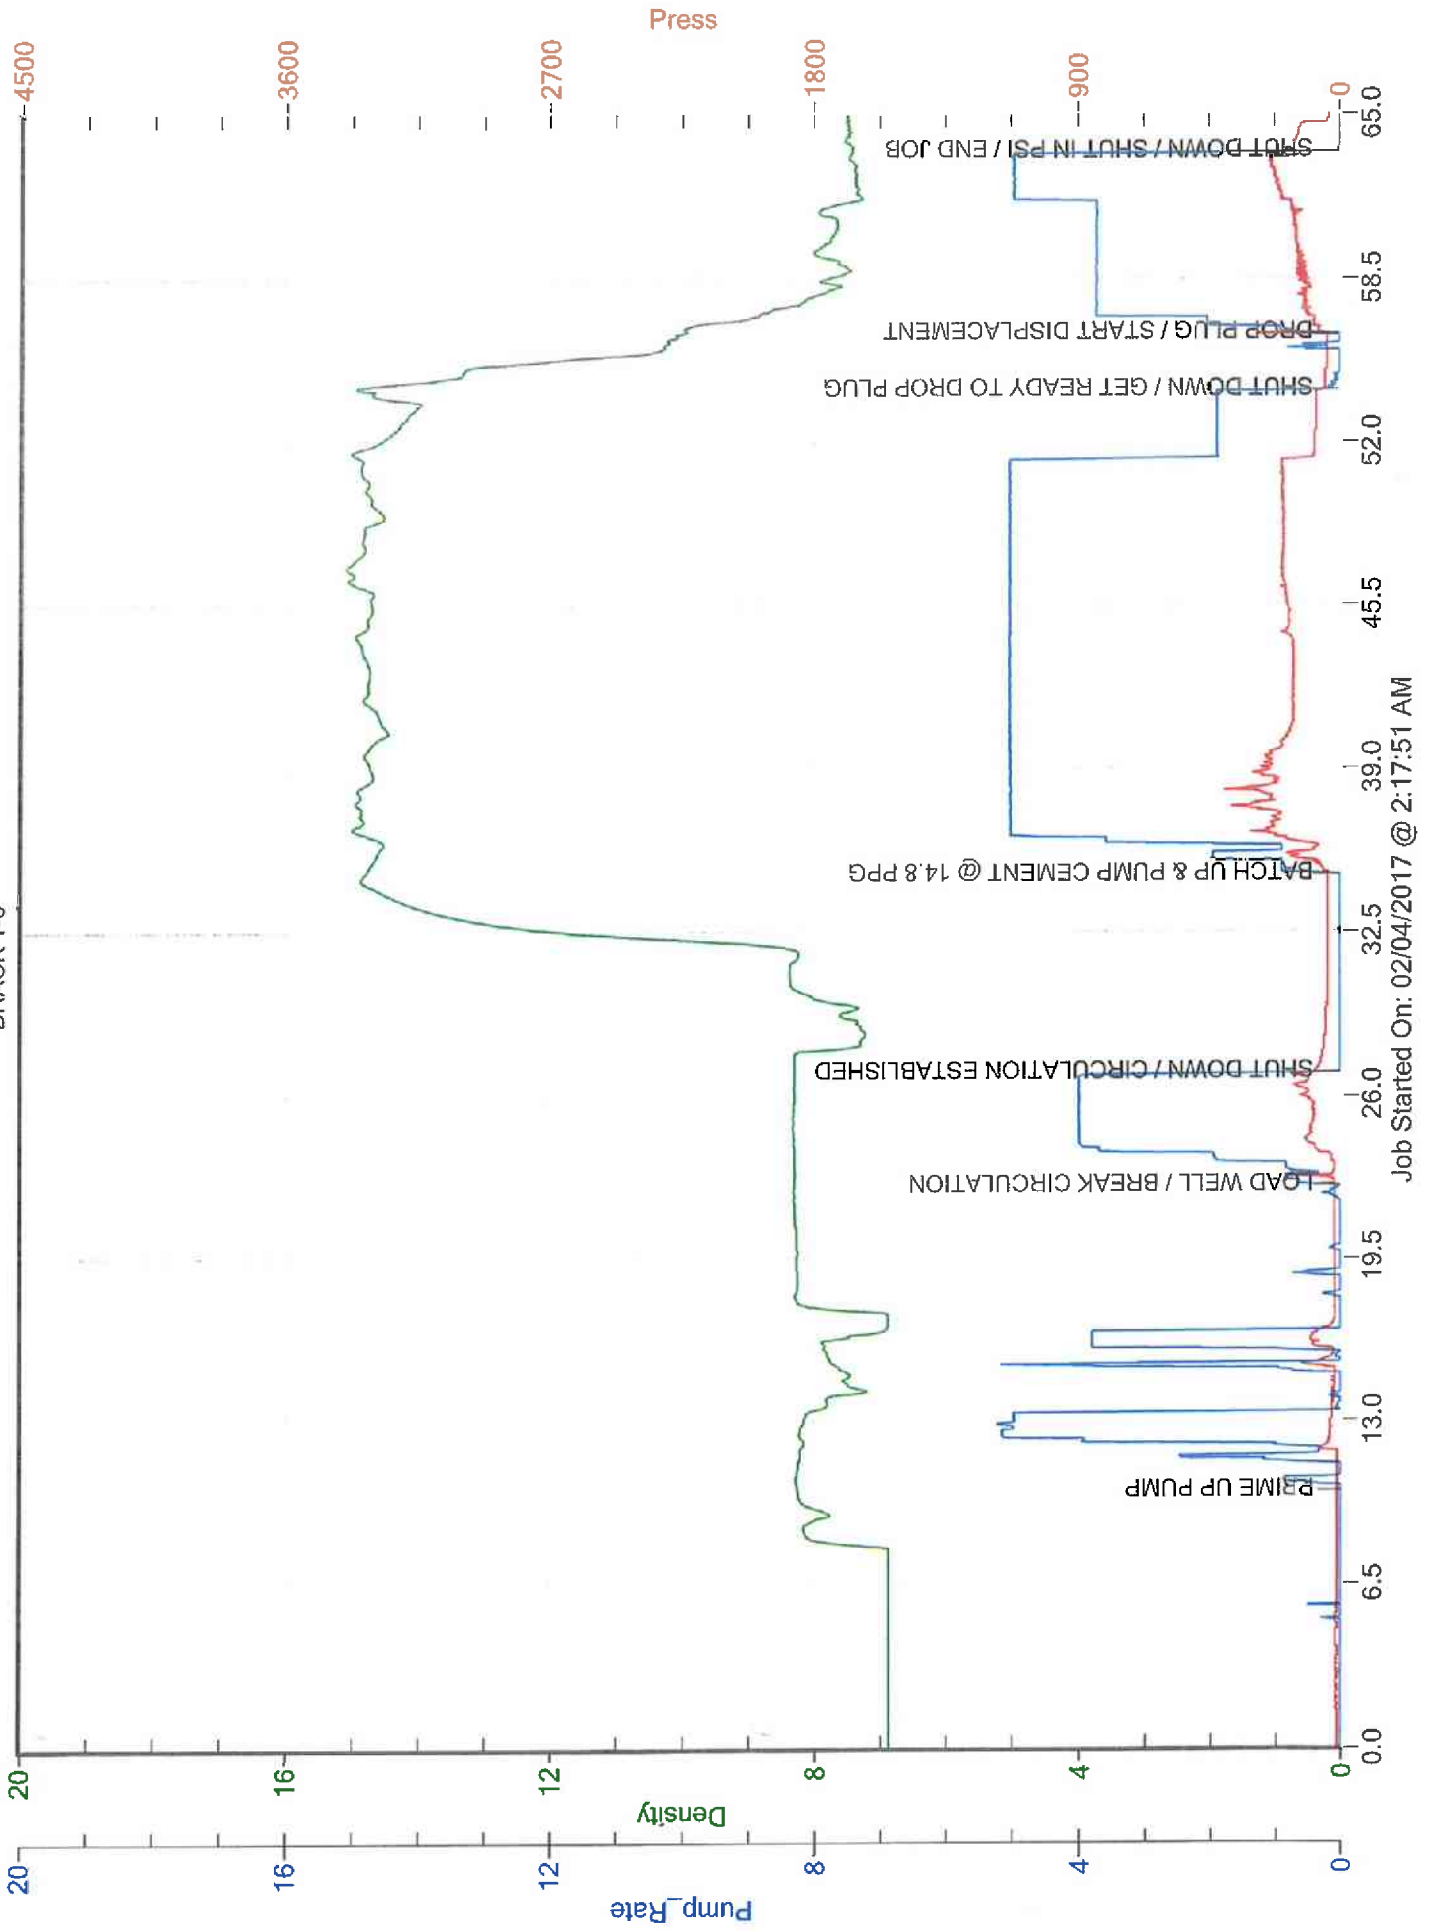 Pump_Rate
20
16
12
8
4
0
Density
20
16
12
8
4
0
Press
4500
3600
2700
1800
900
0
PRIME UP PUMP
LOAD WELL / BREAK CIRCULATION
SHUT DOWN / CIRCULATION ESTABLISHED
BATCH UP & PUMP CEMENT @ 14.8 PPG
SHUT DOWN / GET READY TO DROP PLUG
DROP PLUG / START DISPLACEMENT
SHUT DOWN / SHUT IN PSI / END JOB
0.0
6.5
13.0
19.5
26.0
32.5
39.0
45.5
52.0
58.5
65.0
Job Started On: 02/04/2017 @ 2:17:51 AM